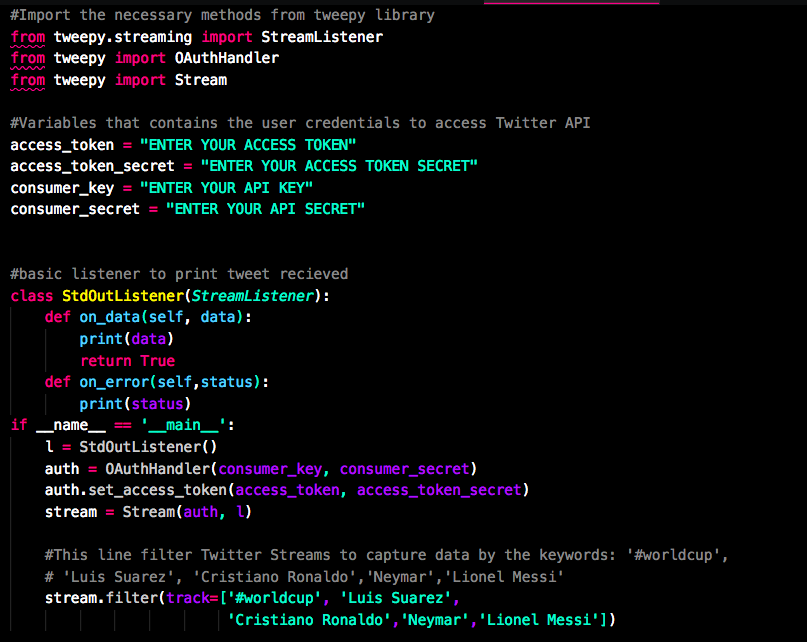 #Import the necessary methods from tweepy library
from tweepy.streaming import StreamListener
from tweepy import OAuthHandler
from tweepy import Stream
#Variables that contains the user credentials to access Twitter API
access_token = "ENTER YOUR ACCESS TOKEN"
access_token_secret = "ENTER YOUR ACCESS TOKEN SECRET"
consumer_key = "ENTER YOUR API KEY"
consumer_secret = "ENTER YOUR API SECRET"
#basic listener to print tweet recieved
class StdOutListener(StreamListener):
    def on_data(self, data):
        print(data)
        return True
    def on_error(self,status):
        print(status)
if __name__ == '__main__':
    l = StdOutListener()
    auth = OAuthHandler(consumer_key, consumer_secret)
    auth.set_access_token(access_token, access_token_secret)
    stream = Stream(auth, l)
    #This line filter Twitter Streams to capture data by the keywords: '#worldcup',
    # 'Luis Suarez', 'Cristiano Ronaldo','Neymar','Lionel Messi'
    stream.filter(track=['#worldcup', 'Luis Suarez',
                         'Cristiano Ronaldo','Neymar','Lionel Messi'])